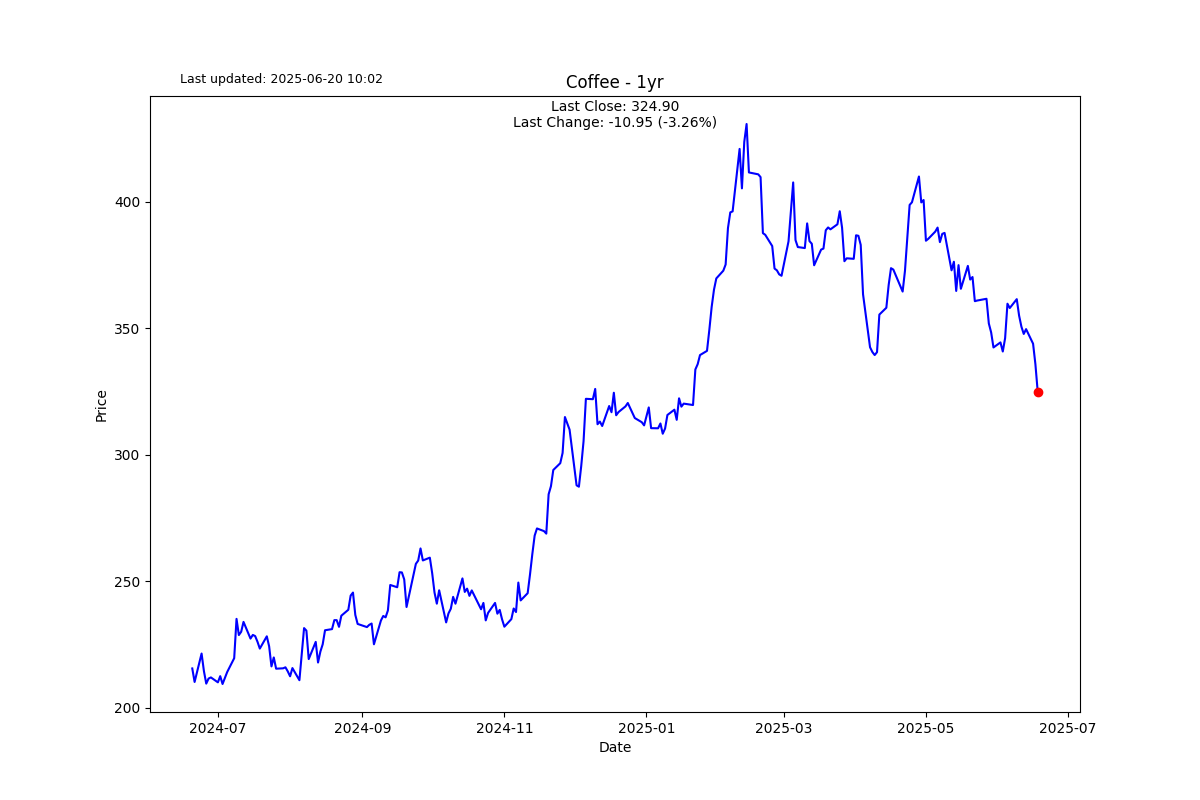 Last updated: 2025-06-20 10:02
Coffee - 1yr
Last Close: 324.90
Last Change: -10.95 (-3.26%)
400
350
300
250
200
Price
2024-07
2024-09
2024-11
2025-01
2025-03
2025-05
2025-07
Date